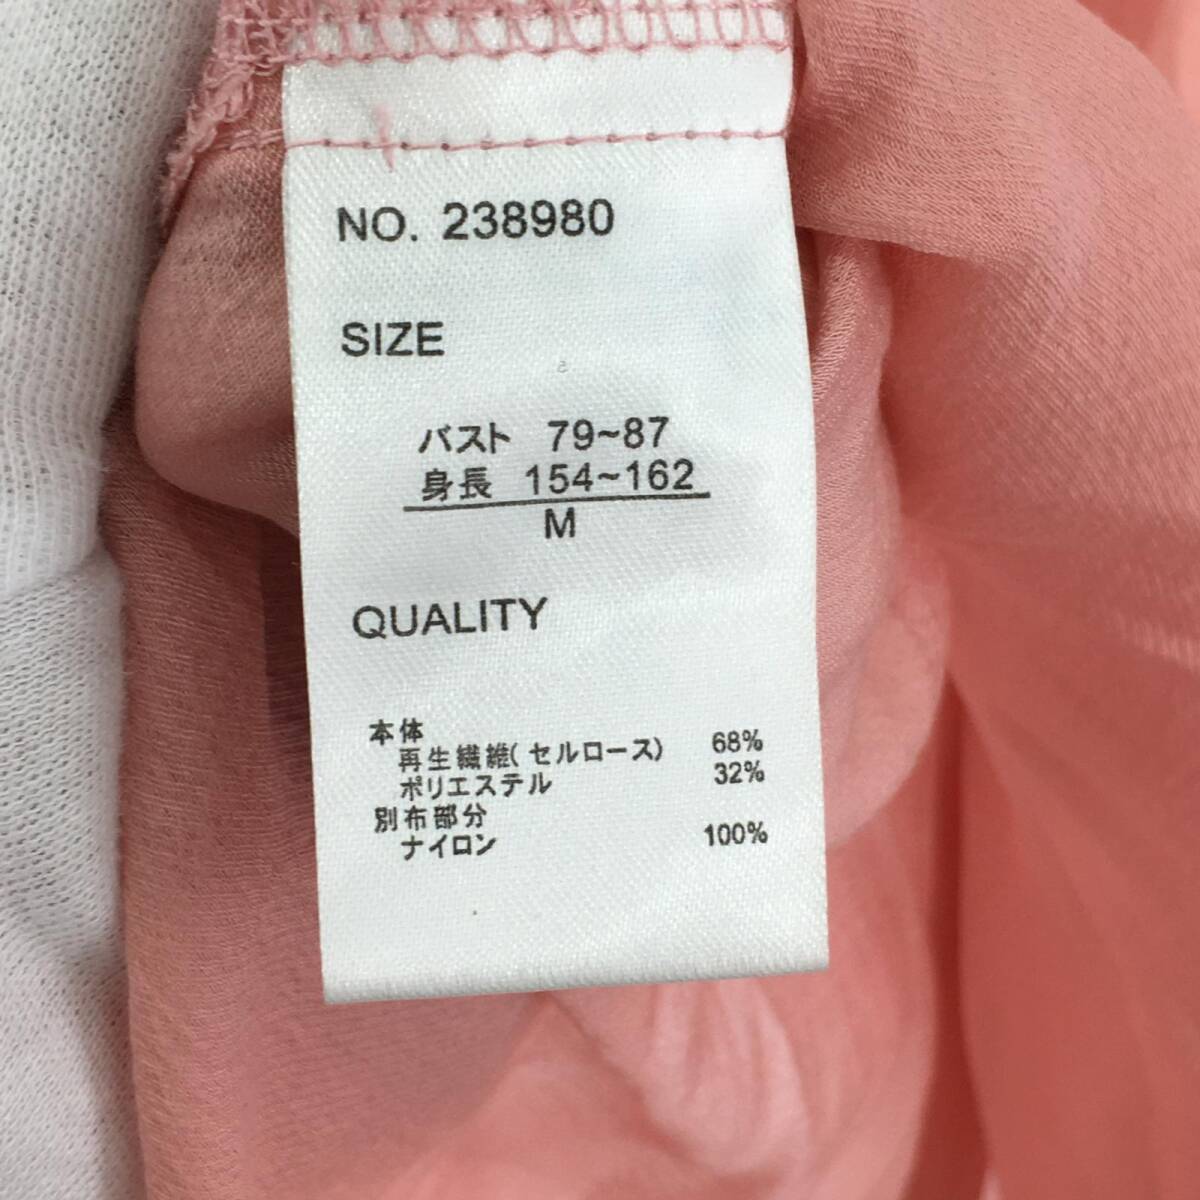 NO. 238980
SIZE
バスト 79~87
身長 154~162
M
QUALITY
本体
再生繊維(セルロース) 68%
ポリエステル 32%
別布部分
ナイロン 100%